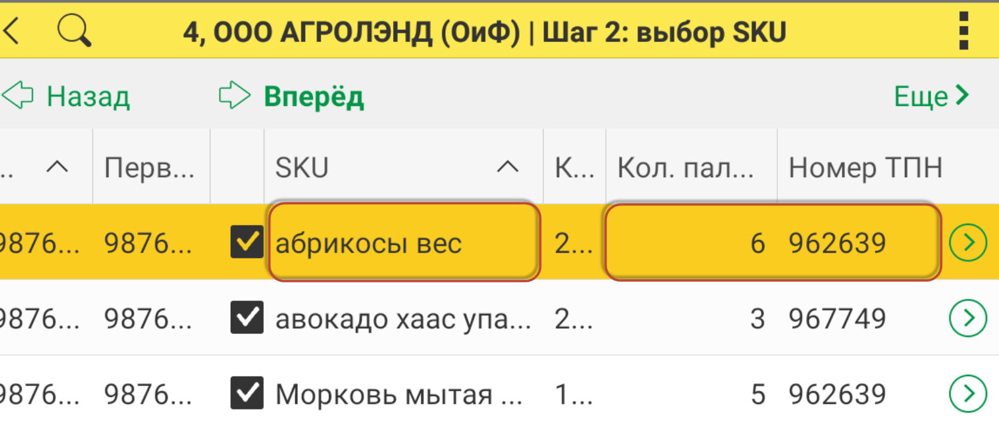 4, ООО АГРОЛЭНД (ОиФ) | Шаг 2: выбор SKU
Назад Вперёд Еще
.. Перв... SKU К... Кол. пал... Номер ТПН
9876... 9876... абрикосы вес 2... 6 962639
9876... 9876... авокадо хаас упа... 2... 3 967749
9876... 9876... Морковь мытая ... 1... 5 962639